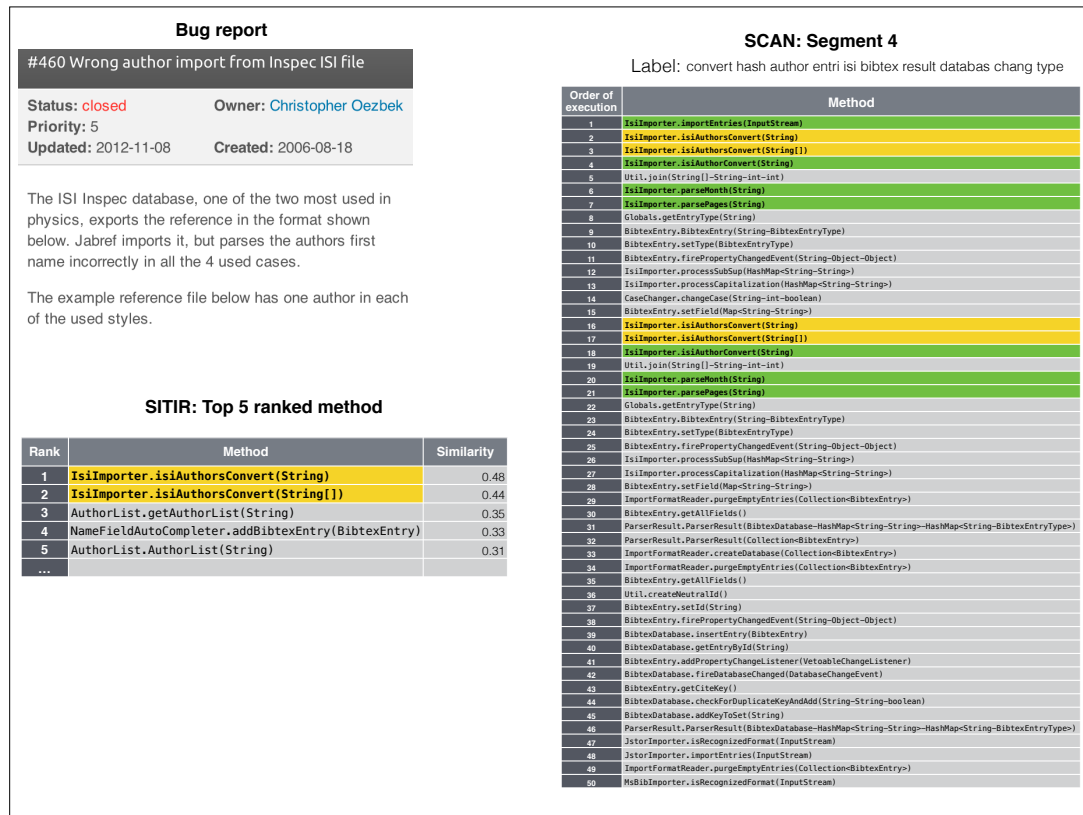 Bug report
#460 Wrong author import from Inspec ISI file
Status: closed Owner: Christopher Oezbek
Priority: 5
Updated: 2012-11-08 Created: 2006-08-18
The ISI Inspec database, one of the two most used in
physics, exports the reference in the format shown
below. Jabref imports it, but parses the authors first
name incorrectly in all the 4 used cases.
The example reference file below has one author in each
of the used styles.
SITIR: Top 5 ranked method
Rank Method Similarity
1 IsiImporter.isiAuthorsConvert(String) 0.48
2 IsiImporter.isiAuthorsConvert(String[]) 0.44
3 AuthorList.getAuthorList(String) 0.35
4 NameFieldAutoCompleter.addBibtexEntry(BibtexEntry) 0.33
5 AuthorList.AuthorList(String) 0.31
...
SCAN: Segment 4
Label: convert hash author entri isi bibtex result databas chang type
Order of execution Method
1 IsiImporter.importEntries(InputStream)
2 IsiImporter.isiAuthorsConvert(String)
3 IsiImporter.isiAuthorsConvert(String[])
4 IsiImporter.isiAuthorConvert(String)
5 Util.join(String[]-String-int-int)
6 IsiImporter.parseMonth(String)
7 IsiImporter.parsePages(String)
8 Globals.getEntryType(String)
9 BibtexEntry.BibtexEntry(String-BibtexEntryType)
10 BibtexEntry.setType(BibtexEntryType)
11 BibtexEntry.firePropertyChangedEvent(String-Object-Object)
12 IsiImporter.processSubSup(HashMap<String-String>)
13 IsiImporter.processCapitalization(HashMap<String-String>)
14 CaseChanger.changeCase(String-int-boolean)
15 BibtexEntry.setField(Map<String-String>)
16 IsiImporter.isiAuthorsConvert(String)
17 IsiImporter.isiAuthorsConvert(String[])
18 IsiImporter.isiAuthorConvert(String)
19 Util.join(String[]-String-int-int)
20 IsiImporter.parseMonth(String)
21 IsiImporter.parsePages(String)
22 Globals.getEntryType(String)
23 BibtexEntry.BibtexEntry(String-BibtexEntryType)
24 BibtexEntry.setType(BibtexEntryType)
25 BibtexEntry.firePropertyChangedEvent(String-Object-Object)
26 IsiImporter.processSubSup(HashMap<String-String>)
27 IsiImporter.processCapitalization(HashMap<String-String>)
28 BibtexEntry.setField(Map<String-String>)
29 ImportFormatReader.purgeEmptyEntries(Collection<BibtexEntry>)
30 BibtexEntry.getAllFields()
31 ParserResult.ParserResult(BibtexDatabase-HashMap<String-String>-HashMap<String-BibtexEntryType>)
32 ParserResult.ParserResult(Collection<BibtexEntry>)
33 ImportFormatReader.createDatabase(Collection<BibtexEntry>)
34 ImportFormatReader.purgeEmptyEntries(Collection<BibtexEntry>)
35 BibtexEntry.getAllFields()
36 Util.createNeutralId()
37 BibtexEntry.setId(String)
38 BibtexEntry.firePropertyChangedEvent(String-Object-Object)
39 BibtexDatabase.insertEntry(BibtexEntry)
40 BibtexDatabase.getEntryById(String)
41 BibtexEntry.addPropertyChangeListener(VetoableChangeListener)
42 BibtexDatabase.fireDatabaseChanged(DatabaseChangeEvent)
43 BibtexEntry.getCiteKey()
44 BibtexDatabase.checkForDuplicateKeyAndAdd(String-String-boolean)
45 BibtexDatabase.addKeyToSet(String)
46 ParserResult.ParserResult(BibtexDatabase-HashMap<String-String>-HashMap<String-BibtexEntryType>)
47 JstorImporter.isRecognizedFormat(InputStream)
48 JstorImporter.importEntries(InputStream)
49 ImportFormatReader.purgeEmptyEntries(Collection<BibtexEntry>)
50 MsBibImporter.isRecognizedFormat(InputStream)